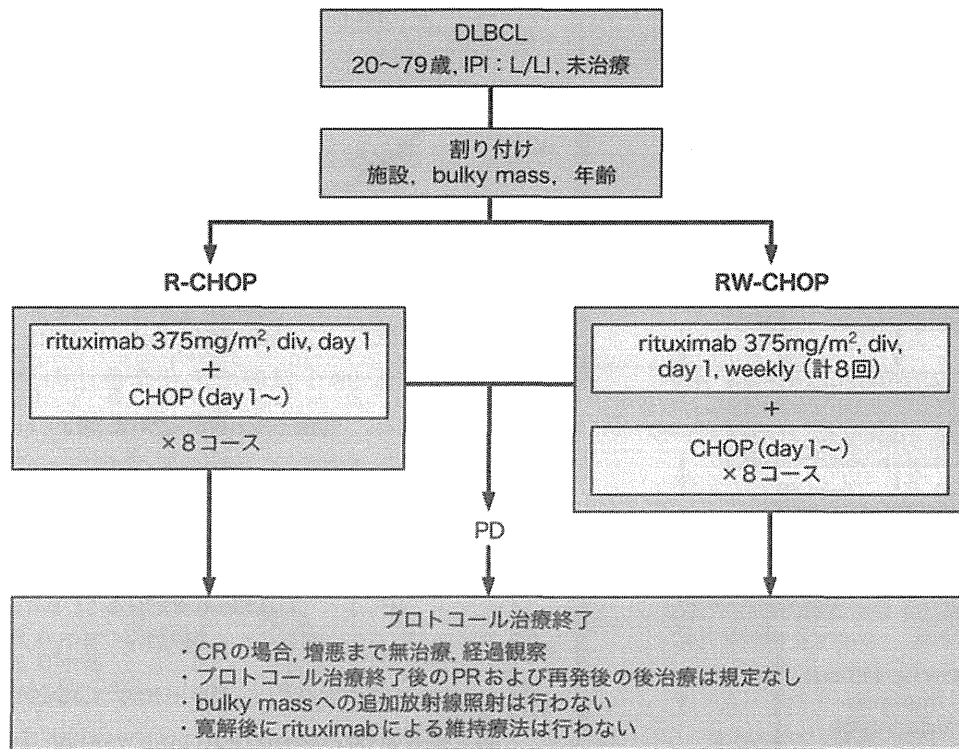 DLBCL
20〜79歳, IPI：L/LI, 未治療
割り付け
施設, bulky mass, 年齢
R-CHOP
rituximab 375mg/m², div, day 1
+
CHOP(day 1〜)
×8コース
RW-CHOP
rituximab 375mg/m², div,
day 1, weekly (計8回)
+
CHOP(day 1〜)
×8コース
PD
プロトコール治療終了
・CRの場合, 増悪まで無治療, 経過観察
・プロトコール治療終了後のPRおよび再発後の後治療は規定なし
・bulky massへの追加放射線照射は行わない
・寛解後にrituximabによる維持療法は行わない